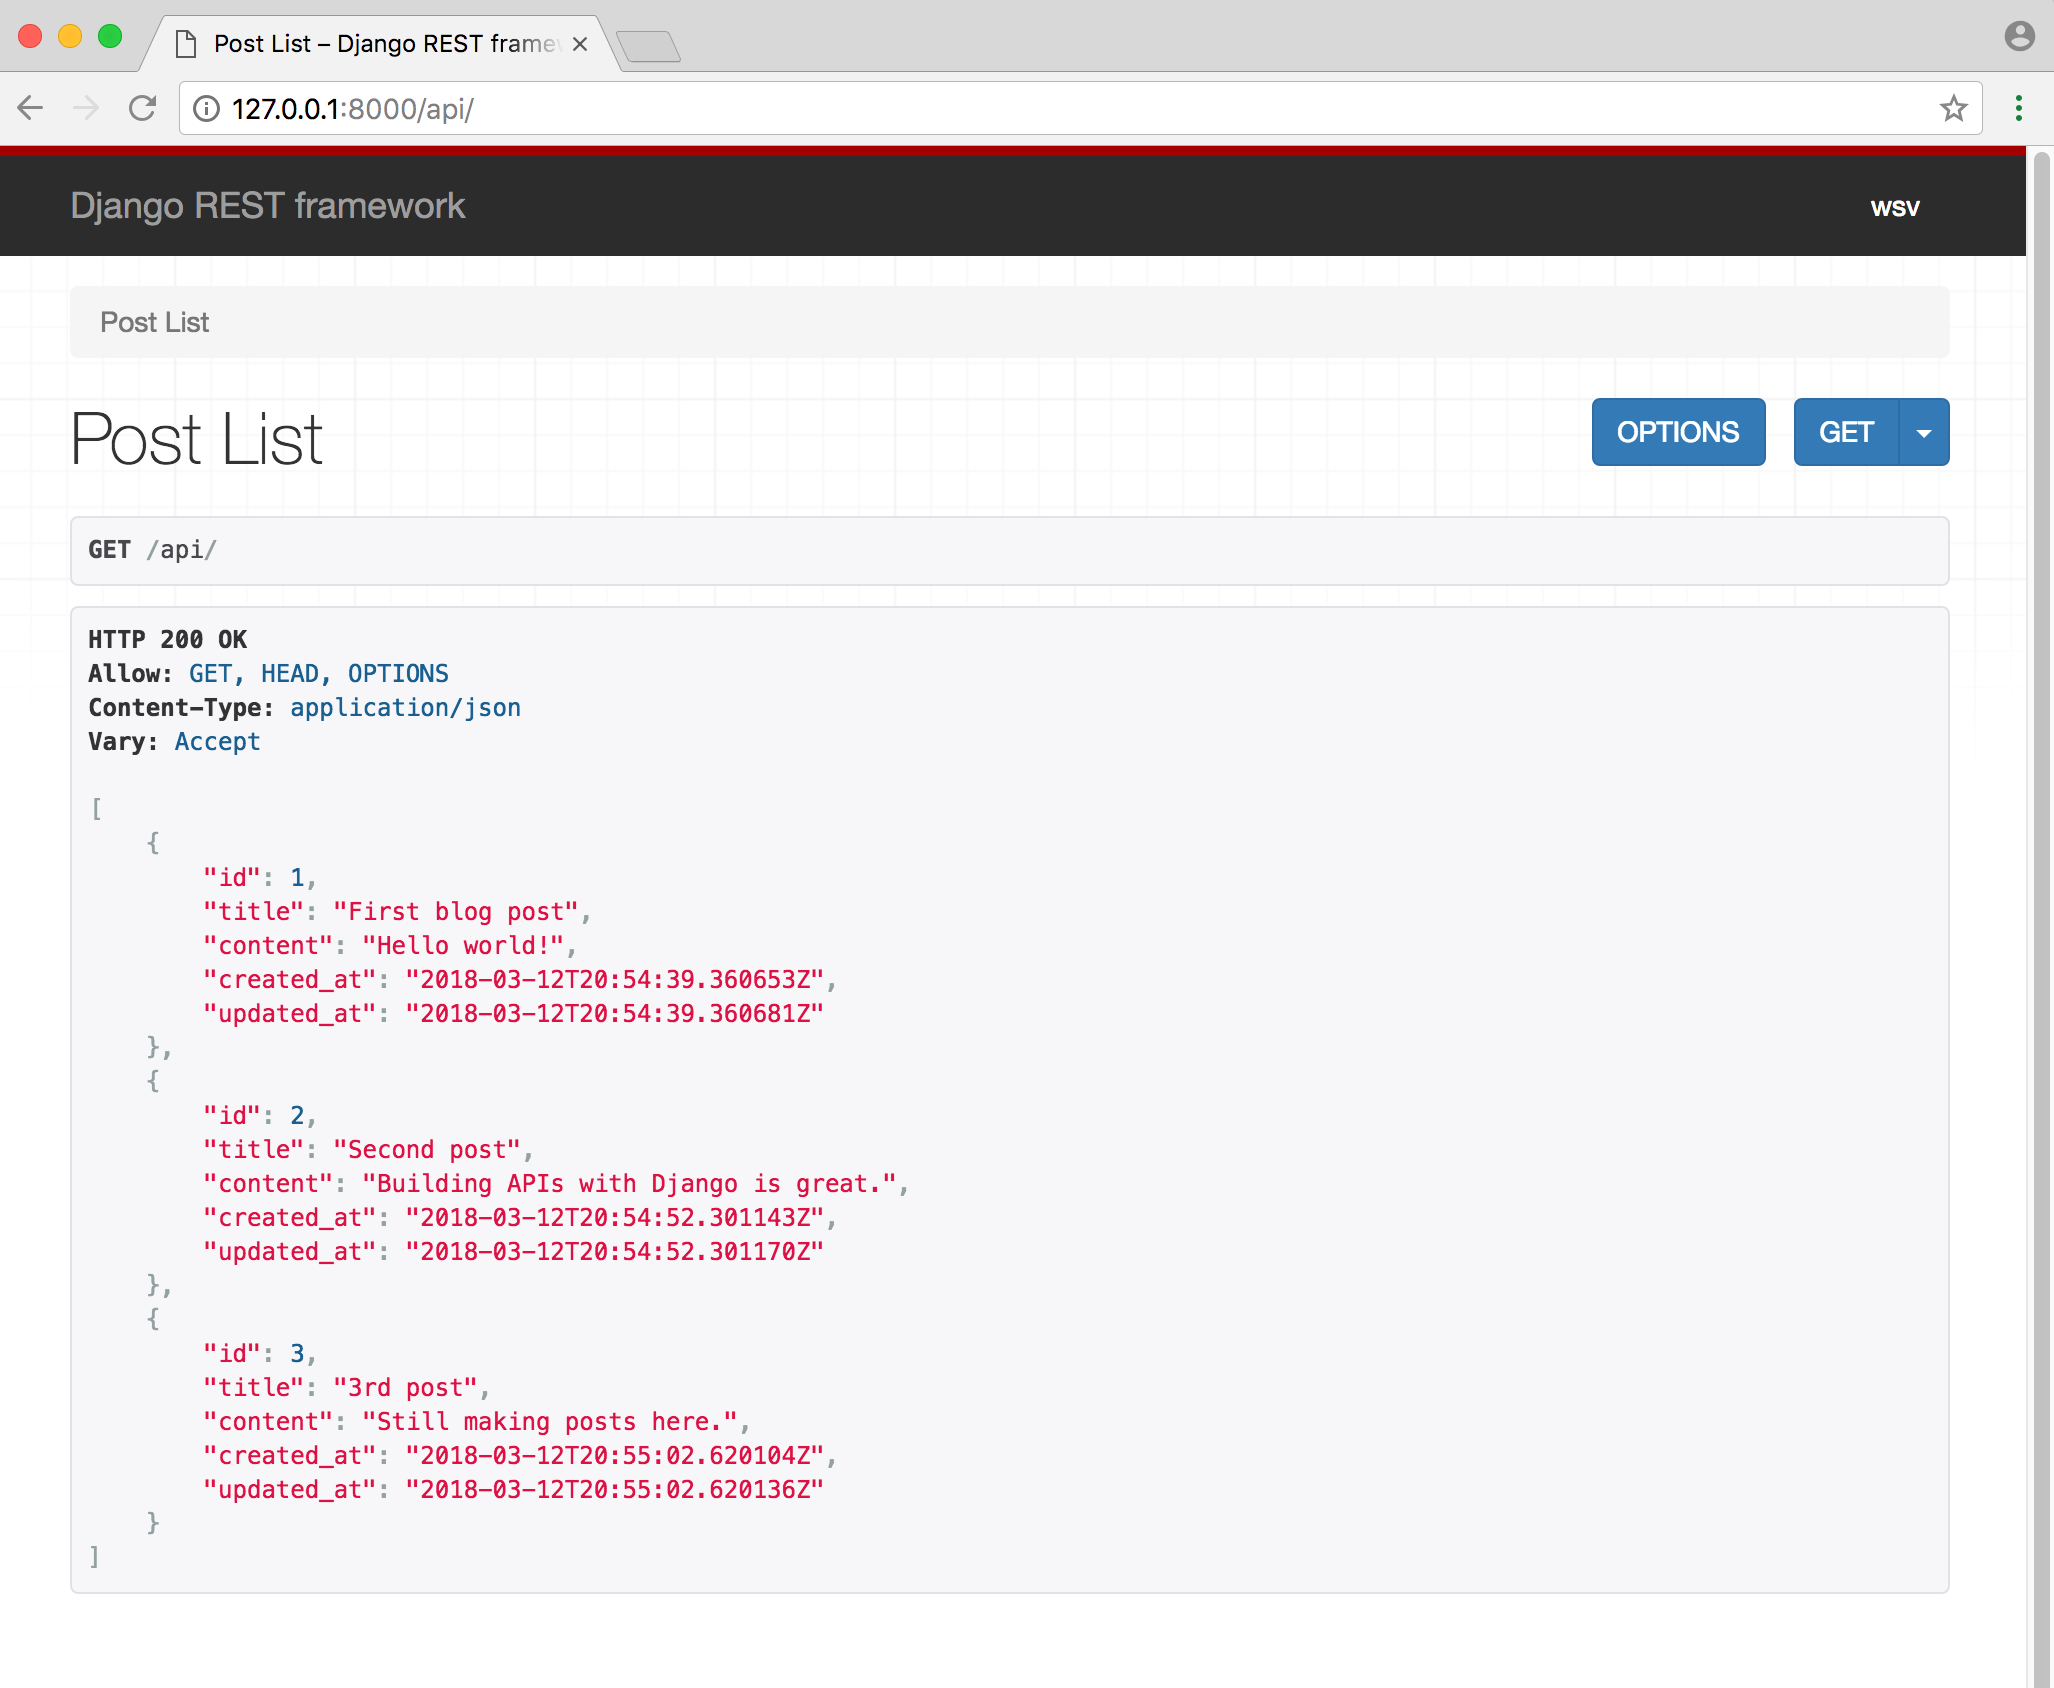 Post List – Django REST frame
127.0.0.1:8000/api/
Django REST framework
wsv
Post List
Post List
OPTIONS
GET
GET /api/
HTTP 200 OK
Allow: GET, HEAD, OPTIONS
Content-Type: application/json
Vary: Accept
[
    {
        "id": 1,
        "title": "First blog post",
        "content": "Hello world!",
        "created_at": "2018-03-12T20:54:39.360653Z",
        "updated_at": "2018-03-12T20:54:39.360681Z"
    },
    {
        "id": 2,
        "title": "Second post",
        "content": "Building APIs with Django is great.",
        "created_at": "2018-03-12T20:54:52.301143Z",
        "updated_at": "2018-03-12T20:54:52.301170Z"
    },
    {
        "id": 3,
        "title": "3rd post",
        "content": "Still making posts here.",
        "created_at": "2018-03-12T20:55:02.620104Z",
        "updated_at": "2018-03-12T20:55:02.620136Z"
    }
]